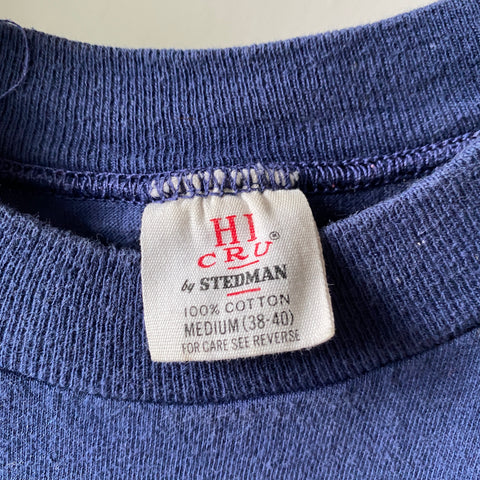 HI
CRU®
by STEDMAN
100% COTTON
MEDIUM (38-40)
FOR CARE SEE REVERSE